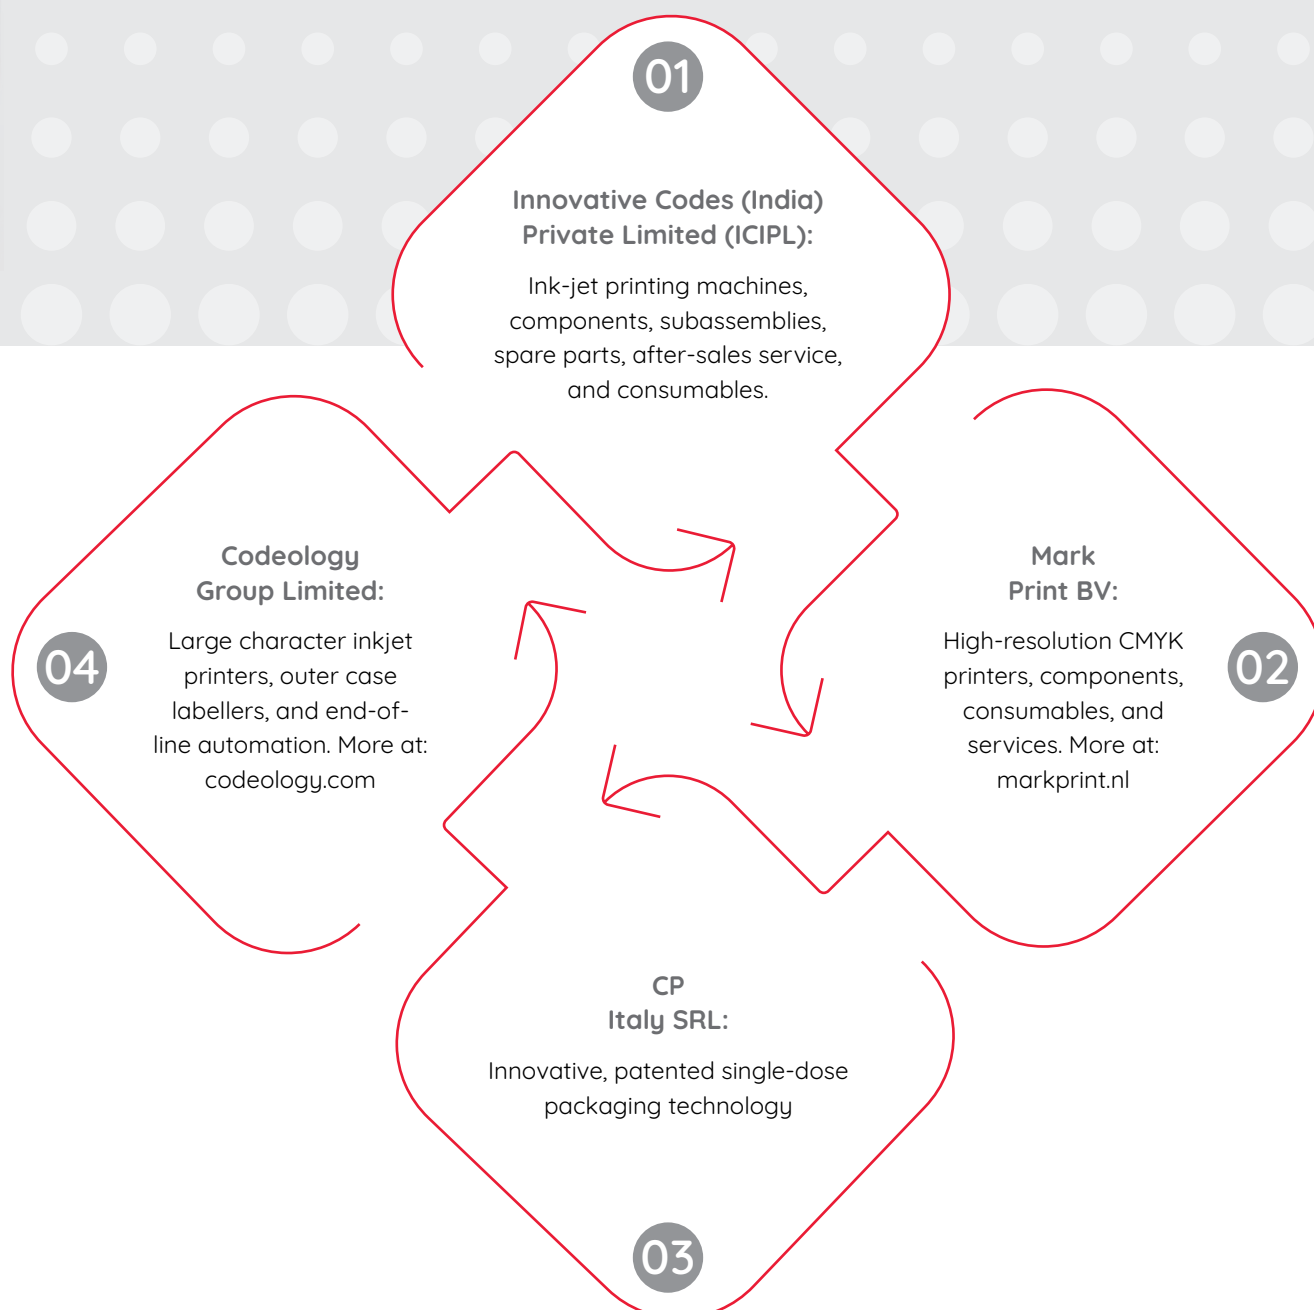 01
Innovative Codes (India)
Private Limited (ICIPL):
Ink-jet printing machines,
components, subassemblies,
spare parts, after-sales service,
and consumables.
Mark
Print BV:
High-resolution CMYK
printers, components,
consumables, and
services. More at:
markprint.nl
02
CP
Italy SRL:
Innovative, patented single-dose
packaging technology
03
Codeology
Group Limited:
Large character inkjet
printers, outer case
labellers, and end-of-
line automation. More at:
codeology.com
04